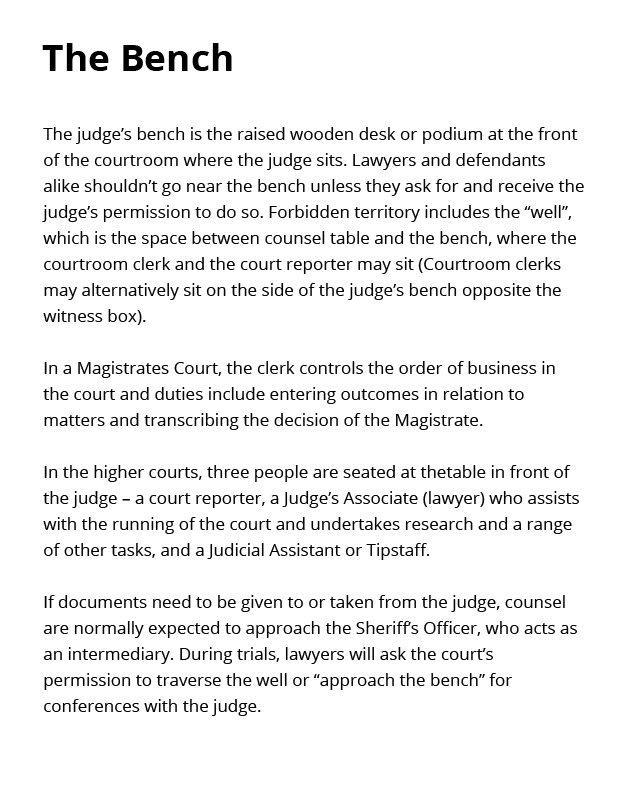 The Bench
The judge’s bench is the raised wooden desk or podium at the front
of the courtroom where the judge sits. Lawyers and defendants
alike shouldn’t go near the bench unless they ask for and receive the
judge’s permission to do so. Forbidden territory includes the “well”,
which is the space between counsel table and the bench, where the
courtroom clerk and the court reporter may sit (Courtroom clerks
may alternatively sit on the side of the judge’s bench opposite the
witness box).
In a Magistrates Court, the clerk controls the order of business in
the court and duties include entering outcomes in relation to
matters and transcribing the decision of the Magistrate.
In the higher courts, three people are seated at thetable in front of
the judge – a court reporter, a Judge’s Associate (lawyer) who assists
with the running of the court and undertakes research and a range
of other tasks, and a Judicial Assistant or Tipstaff.
If documents need to be given to or taken from the judge, counsel
are normally expected to approach the Sheriff’s Officer, who acts as
an intermediary. During trials, lawyers will ask the court’s
permission to traverse the well or “approach the bench” for
conferences with the judge.